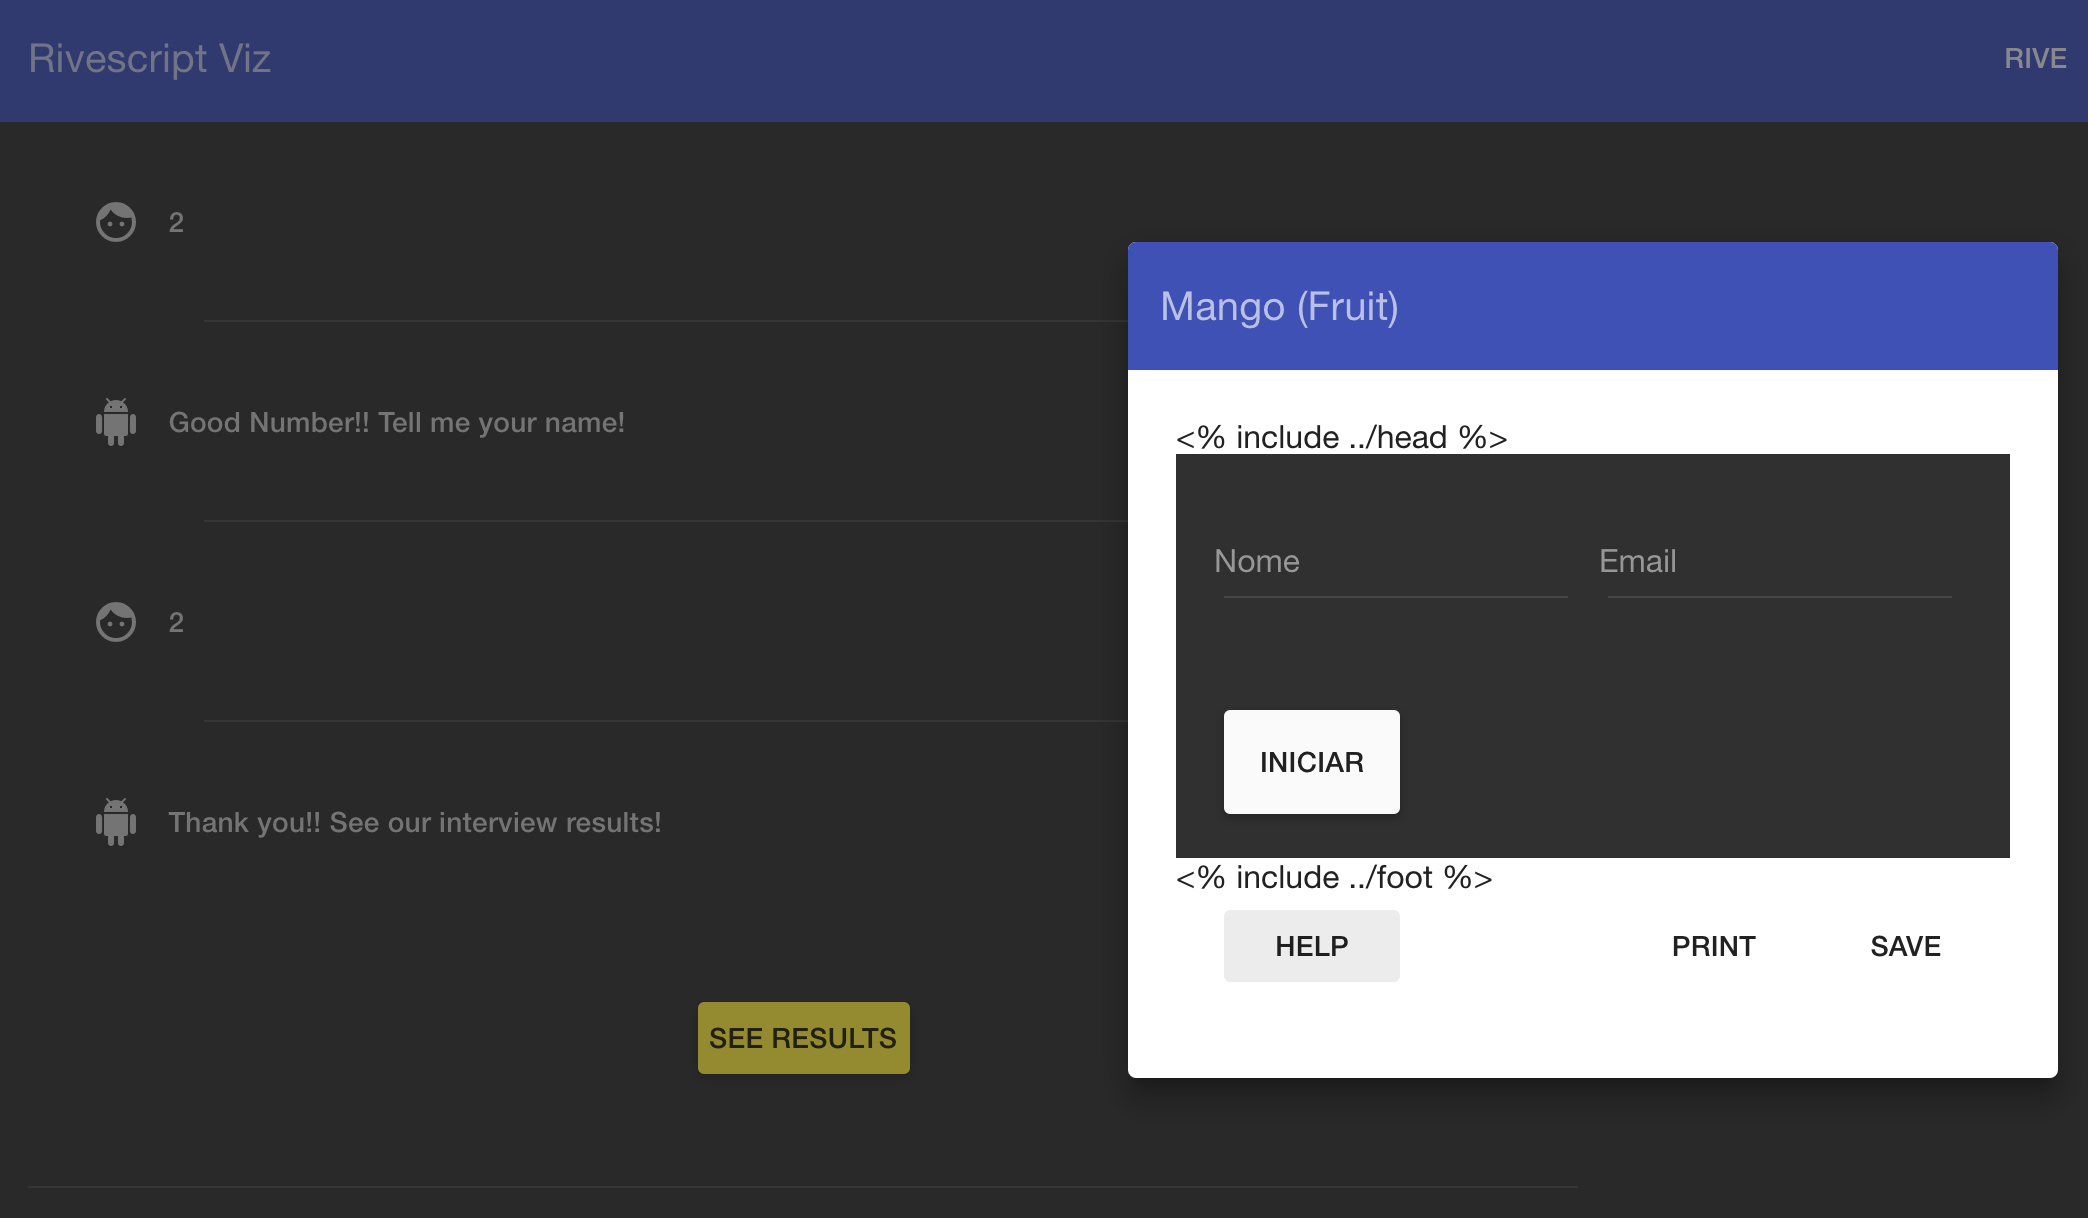 Rivescript Viz
RIVE
2
Good Number!! Tell me your name!
2
Thank you!! See our interview results!
SEE RESULTS
Mango (Fruit)
<% include ../head %>
Nome Email
INICIAR
<% include ../foot %>
HELP PRINT SAVE